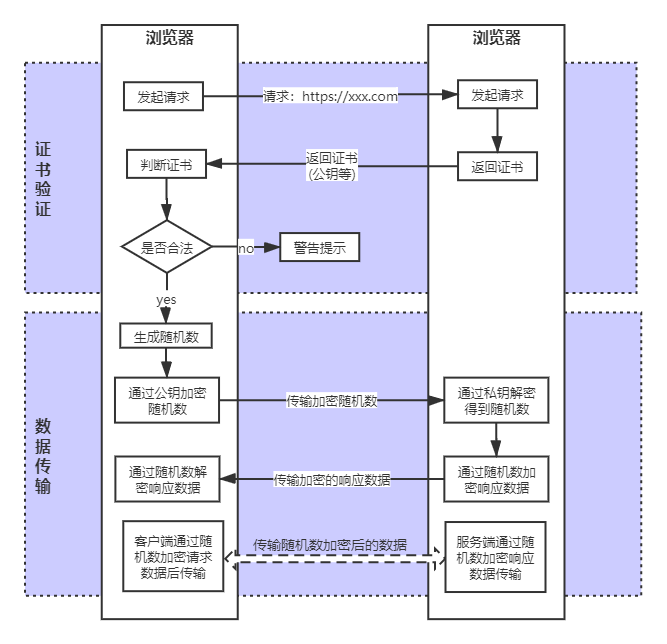 浏览器
浏览器
证书验证
发起请求
请求：https://xxx.com
发起请求
判断证书
返回证书
(公钥等)
返回证书
是否合法
no
警告提示
yes
生成随机数
数据传输
通过公钥加密
随机数
传输加密随机数
通过私钥解密
得到随机数
通过随机数解
密响应数据
传输加密的响应数据
通过随机数加
密响应数据
客户端通过随
机数加密请求
数据后传输
传输随机数加密后的数据
服务端通过随
机数加密响应
数据传输